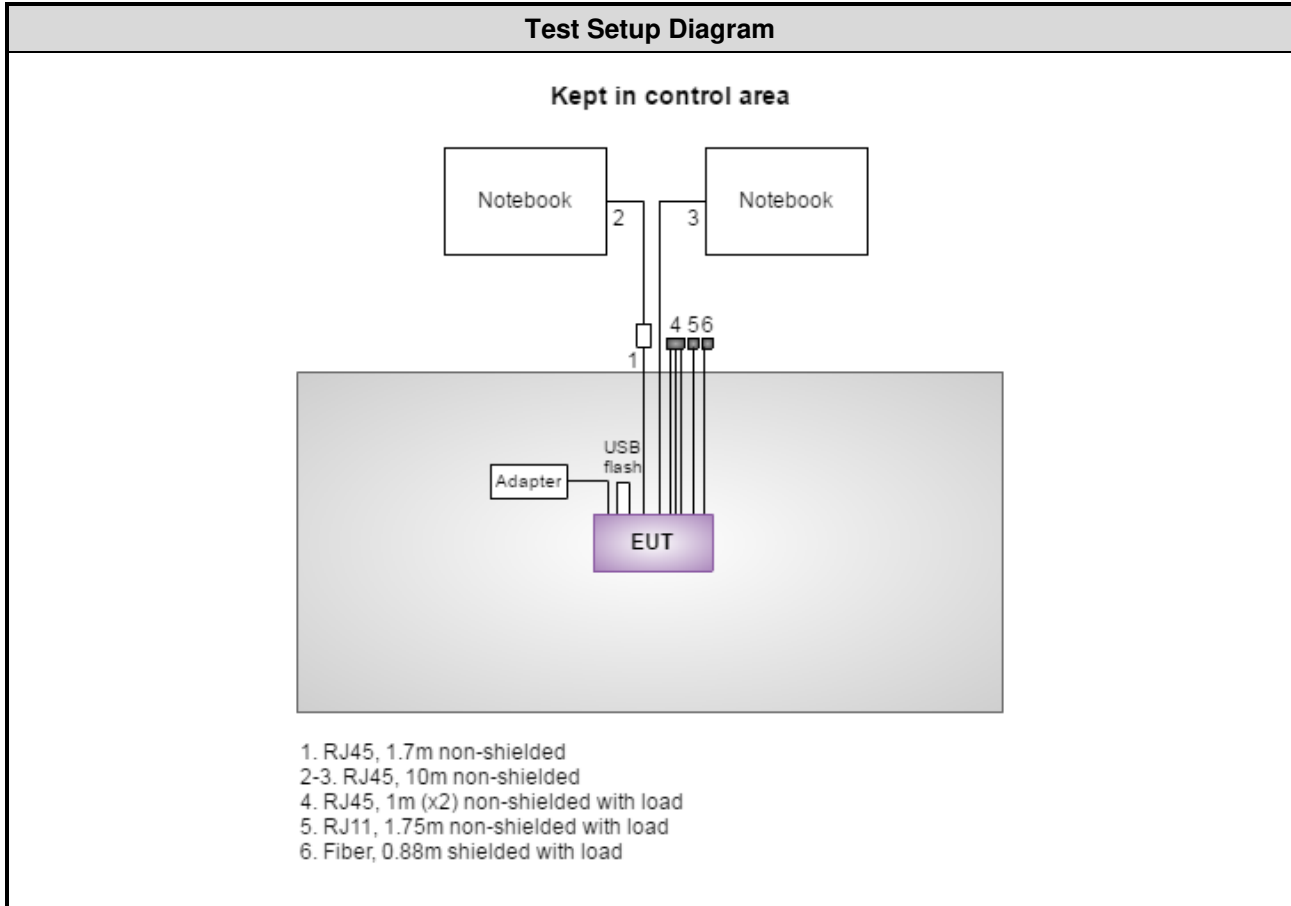 Test Setup Diagram
Kept in control area
Notebook
Notebook
2
3
4 5 6
1
USB
flash
Adapter
EUT
1. RJ45, 1.7m non-shielded
2-3. RJ45, 10m non-shielded
4. RJ45, 1m (x2) non-shielded with load
5. RJ11, 1.75m non-shielded with load
6. Fiber, 0.88m shielded with load